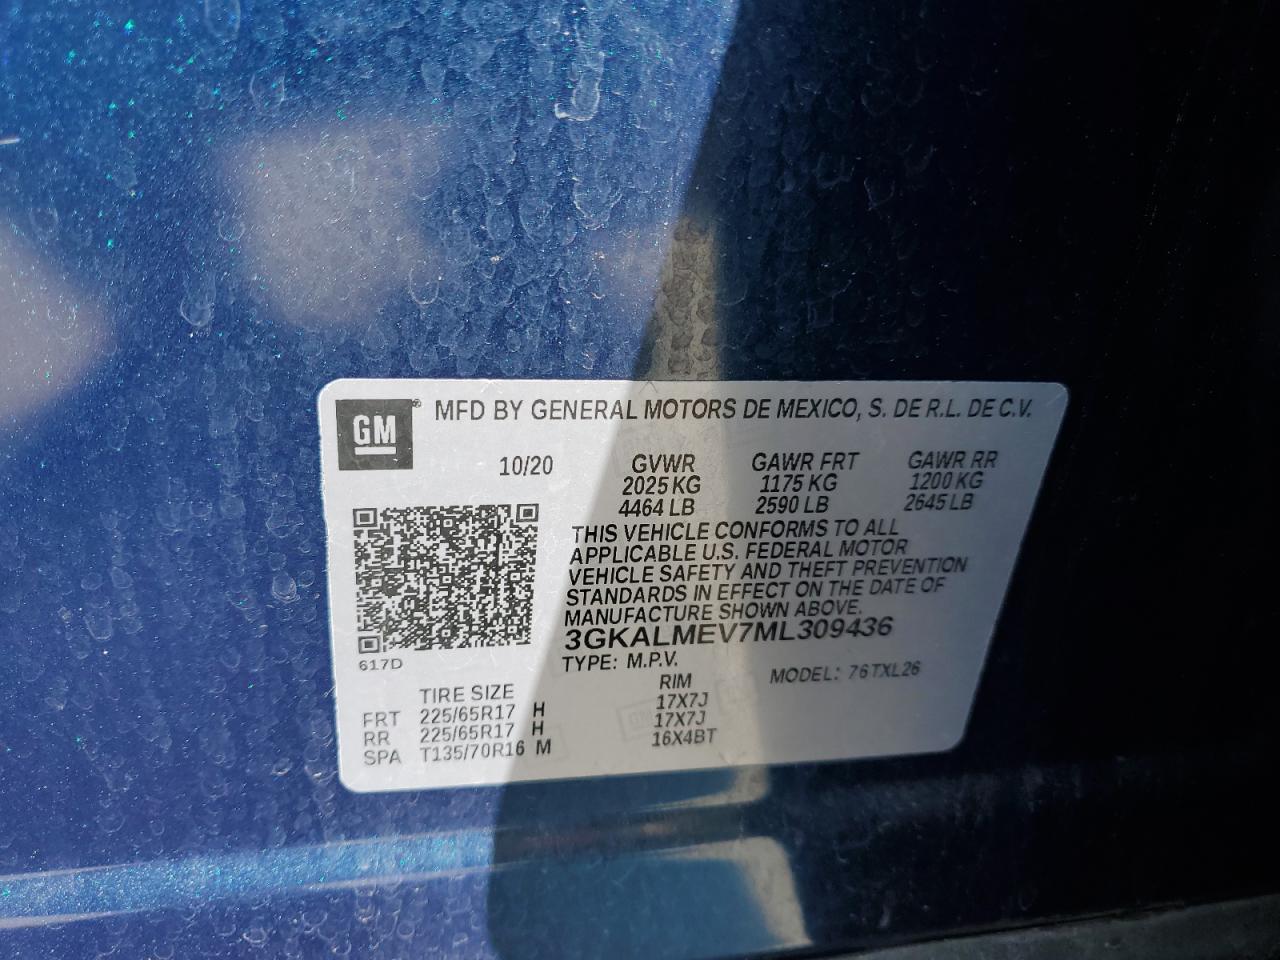 GM® MFD BY GENERAL MOTORS DE MEXICO, S. DE R.L. DE C.V.
10/20 GVWR GAWR FRT GAWR RR
2025 KG 1175 KG 1200 KG
4464 LB 2590 LB 2645 LB
THIS VEHICLE CONFORMS TO ALL
APPLICABLE U.S. FEDERAL MOTOR
VEHICLE SAFETY AND THEFT PREVENTION
STANDARDS IN EFFECT ON THE DATE OF
MANUFACTURE SHOWN ABOVE.
3GKALMEV7ML309436
617D
TYPE: M.P.V. MODEL: 76TXL26
TIRE SIZE RIM
FRT 225/65R17 H 17X7J
RR 225/65R17 H 17X7J
SPA T135/70R16 M 16X4BT